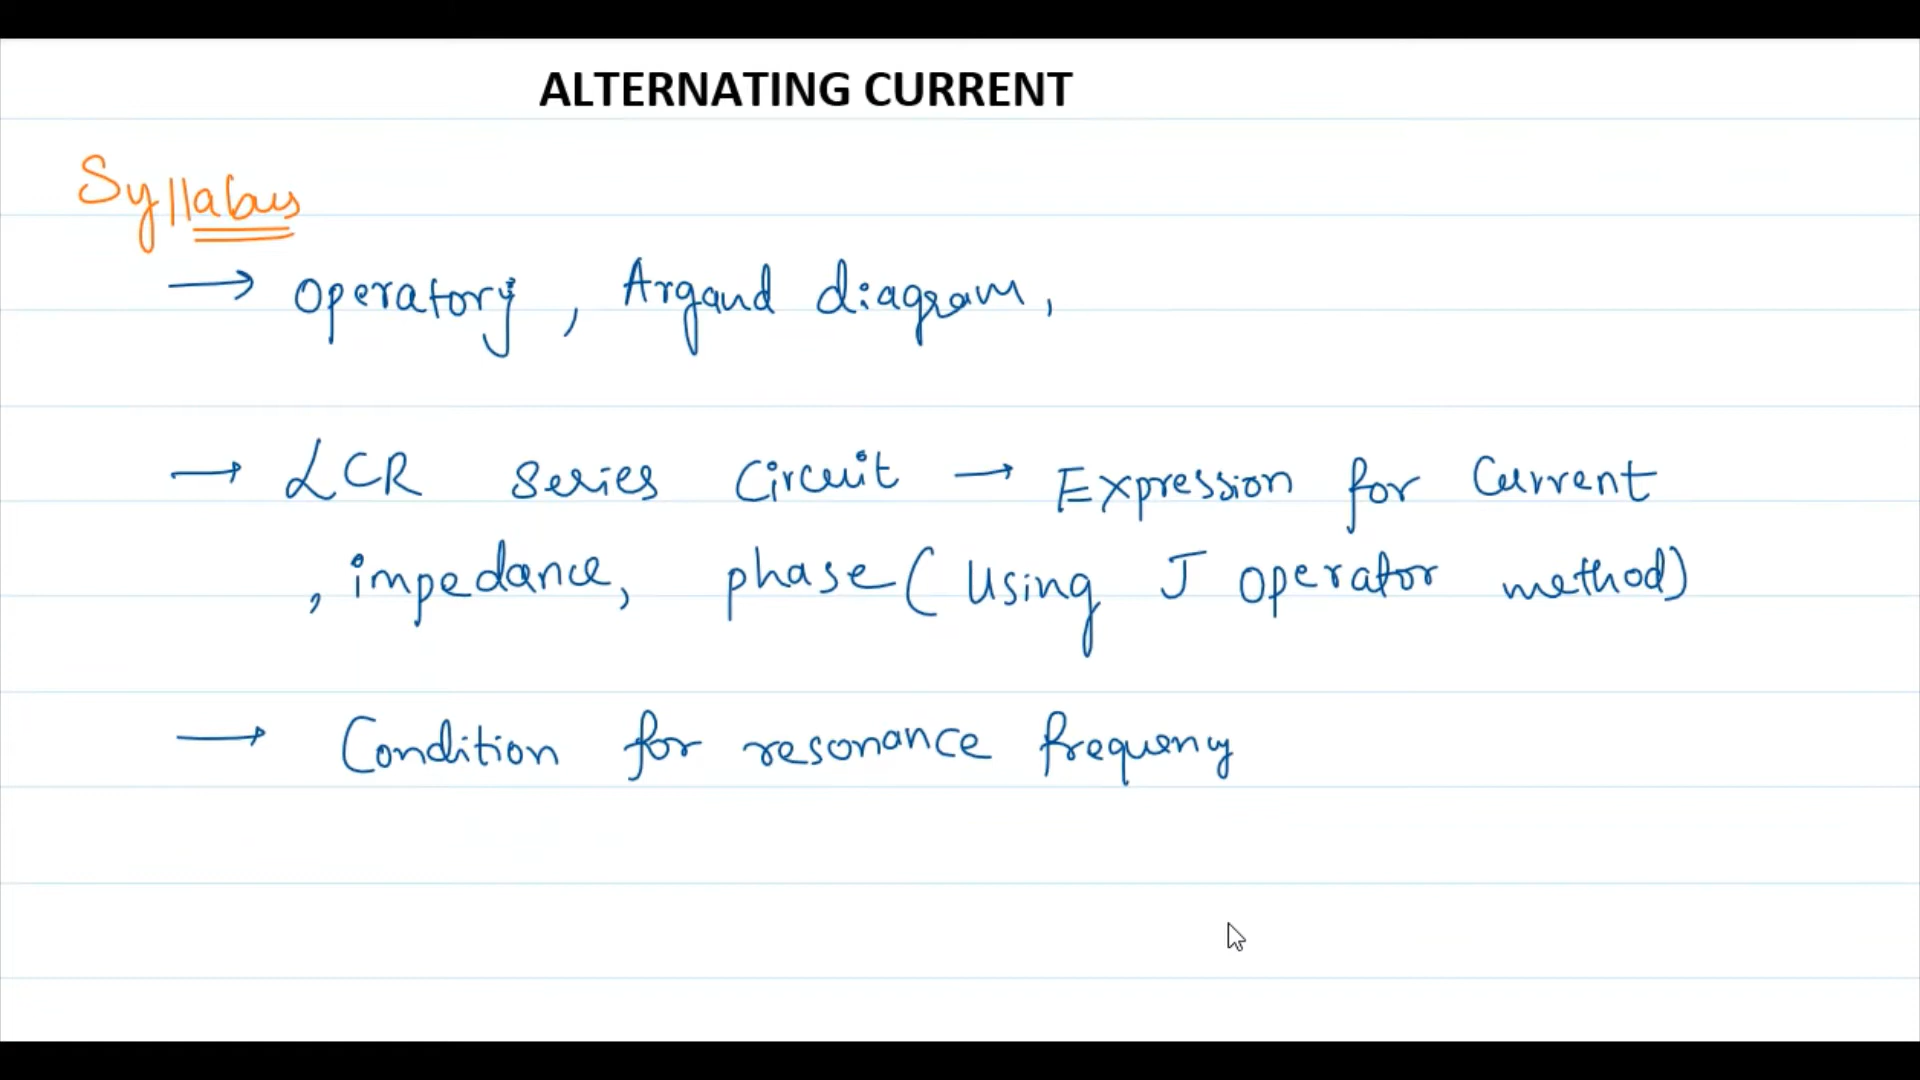 ALTERNATING CURRENT
Syllabus
→ Operatorj , Argand diagram,
→ LCR series Circuit → Expression for Current
, impedance, phase ( Using J operator method)
→ Condition for resonance frequency